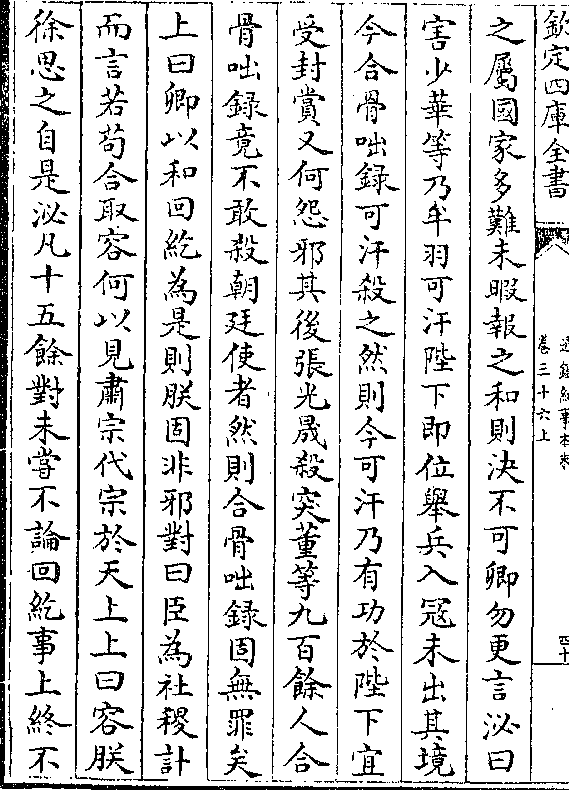 欽定四庫全書
通鑑紀事本末
卷三十六上
四十
之屬國家多難未暇報之和則決不可卿勿更言泌曰
害少華等乃牟羽可汗陛下即位舉兵入冦未出其境
今合骨咄録可汗殺之然則今可汗乃有功於陛下宜
受封賞又何怨邪其後張光晟殺突董等九百餘人合
骨咄録竟不敢殺朝廷使者然則合骨咄録固無罪矣
上曰卿以和回紇為是則朕固非邪對曰臣為社稷計
而言若苟合取容何以見肅宗代宗於天上上曰容朕
徐思之自是泌凡十五餘對未嘗不論回紇事上終不